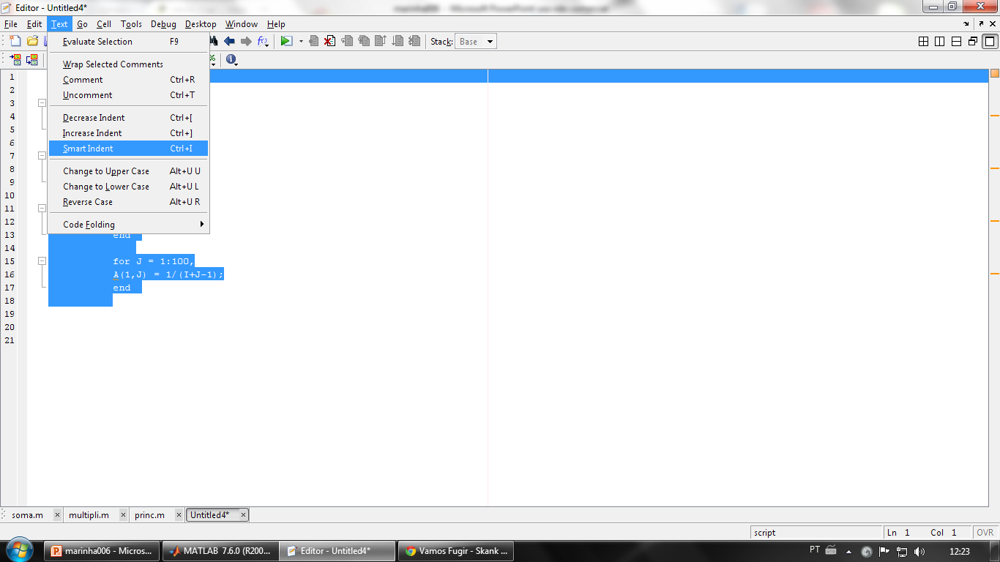 Editor - Untitled4*
File Edit Text Go Cell Tools Debug Desktop Window Help
Stack: Base
Evaluate Selection F9
Wrap Selected Comments
Comment Ctrl+R
Uncomment Ctrl+T
Decrease Indent Ctrl+[
Increase Indent Ctrl+]
Smart Indent Ctrl+I
Change to Upper Case Alt+U U
Change to Lower Case Alt+U L
Reverse Case Alt+U R
Code Folding
1
2
3
4
5
6
7
8
9
10
11
12
13 end
14
15 for J = 1:100,
16 A(1,J) = 1/(I+J-1);
17 end
18
19
20
21
soma.m multipli.m princ.m Untitled4*
script Ln 1 Col 1 OVR
marinha006 - Micros... MATLAB 7.6.0 (R200... Editor - Untitled4* Vamos Fugir - Skank ... PT 12:23